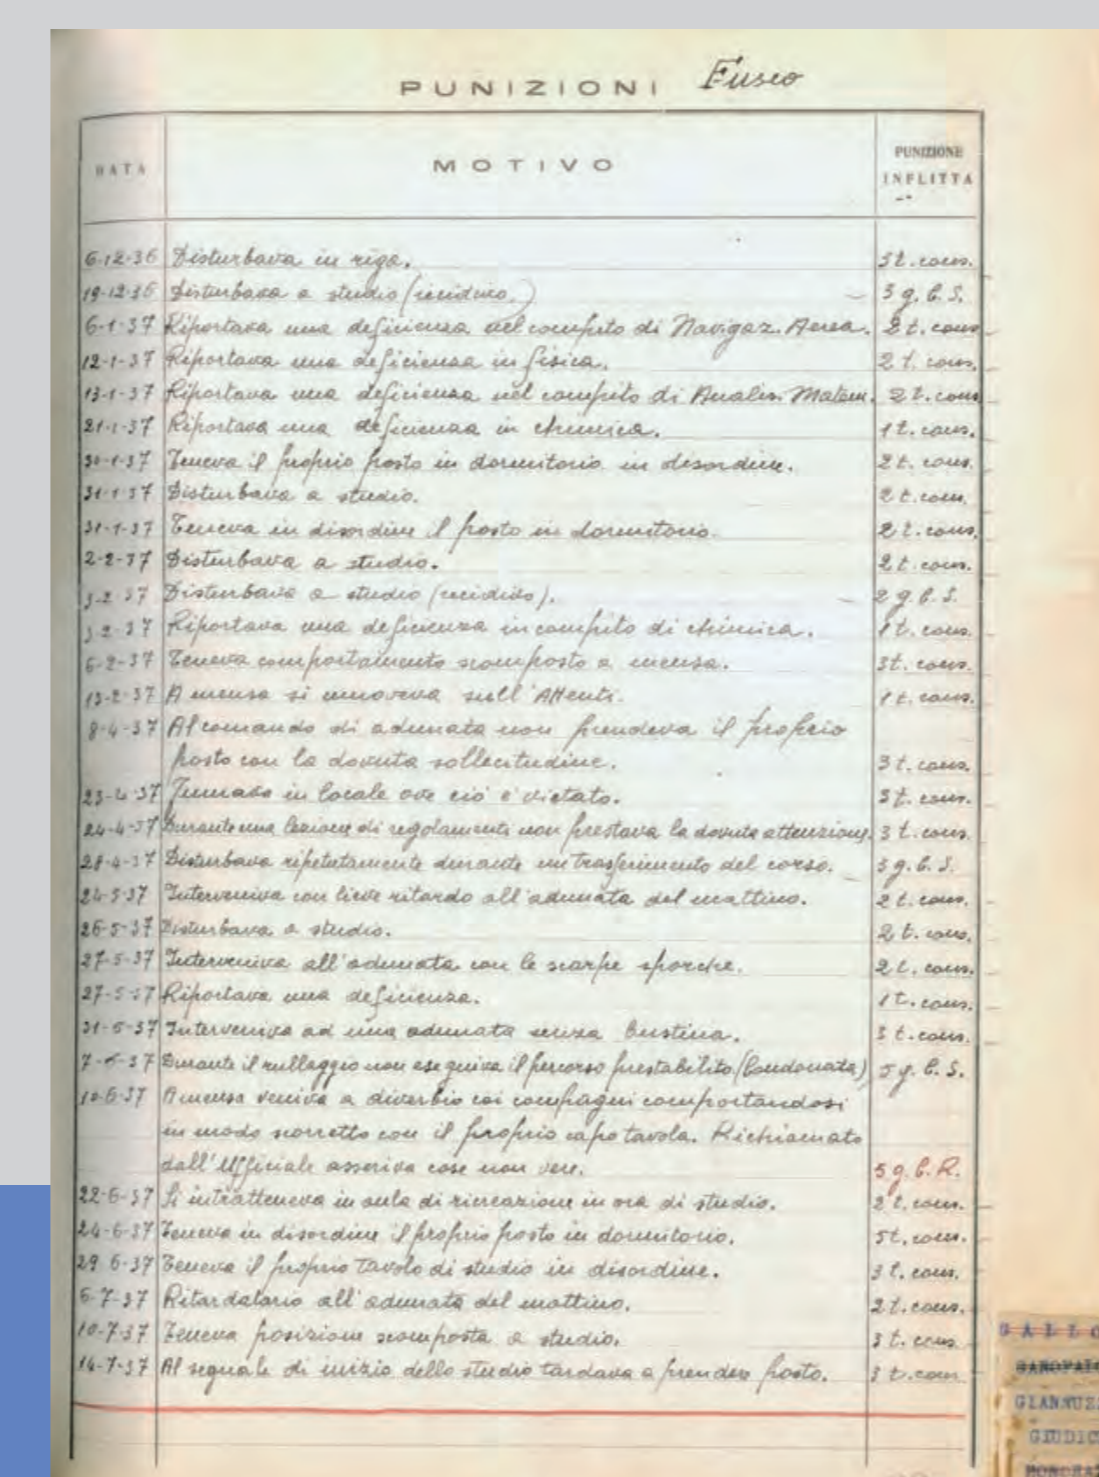 PUNIZIONI Fusco
DATA MOTIVO PUNIZIONE INFLITTA
6-12-36 Disturbava in riga. 3 t. cons.
19-12-36 Disturbava a studio (recidivo.) 3 g. C. S.
6-1-37 Riportava una deficienza nel compito di Navigaz. Aerea. 2 t. cons
12-1-37 Riportava una deficienza in fisica. 2 t. cons.
13-1-37 Riportava una deficienza nel compito di Analisi Matem. 2 t. cons
21-1-37 Riportava una deficienza in chimica. 1 t. cons.
30-1-37 Teneva il proprio posto in dormitorio in disordine. 2 t. cons.
31-1-37 Disturbava a studio. 2 t. cons.
31-1-37 Teneva in disordine il posto in dormitorio. 2 t. cons.
2-2-37 Disturbava a studio. 2 t. cons.
3-2-37 Disturbava a studio (recidivo). 2 g. C. S.
3-2-37 Riportava una deficienza in compito di chimica. 1 t. cons.
6-2-37 Teneva comportamento scomposto a mensa. 3 t. cons.
13-2-37 A mensa si muoveva sull'Attenti. 1 t. cons.
8-4-37 Al comando di adunata non prendeva il proprio
posto con la dovuta sollecitudine. 3 t. cons.
23-4-37 Fumava in locale ove ciò è vietato. 3 t. cons.
24-4-37 Durante una lezione di regolamenti non prestava la dovuta attenzione. 3 t. cons.
28-4-37 Disturbava ripetutamente durante un trasferimento del corso. 3 g. C. S.
24-5-37 Interveniva con lieve ritardo all'adunata del mattino. 2 t. cons.
26-5-37 Disturbava a studio. 2 t. cons.
27-5-37 Interveniva all'adunata con le scarpe sporche. 2 t. cons.
27-5-37 Riportava una deficienza. 1 t. cons.
31-5-37 Interveniva ad una adunata senza bustina. 3 t. cons.
7-6-37 Durante il rullaggio non eseguiva il percorso prestabilito (Condonata) 5 g. C. S.
10-6-37 A mensa veniva a diverbio coi compagni comportandosi
in modo scorretto con il proprio capo tavola. Richiamato
dall'Ufficiale asseriva cose non vere. 5 g. C. R.
22-6-37 Si intratteneva in aula di ricreazione in ora di studio. 2 t. cons.
24-6-37 Teneva in disordine il proprio posto in dormitorio. 5 t. cons.
29-6-37 Teneva il proprio tavolo di studio in disordine. 3 t. cons.
6-7-37 Ritardatario all'adunata del mattino. 2 t. cons.
10-7-37 Teneva posizione scomposta a studio. 3 t. cons
14-7-37 Al segnale di inizio dello studio tardava a prender posto. 3 t. cons
GALLO
GIANNUZZ
GIUDIC